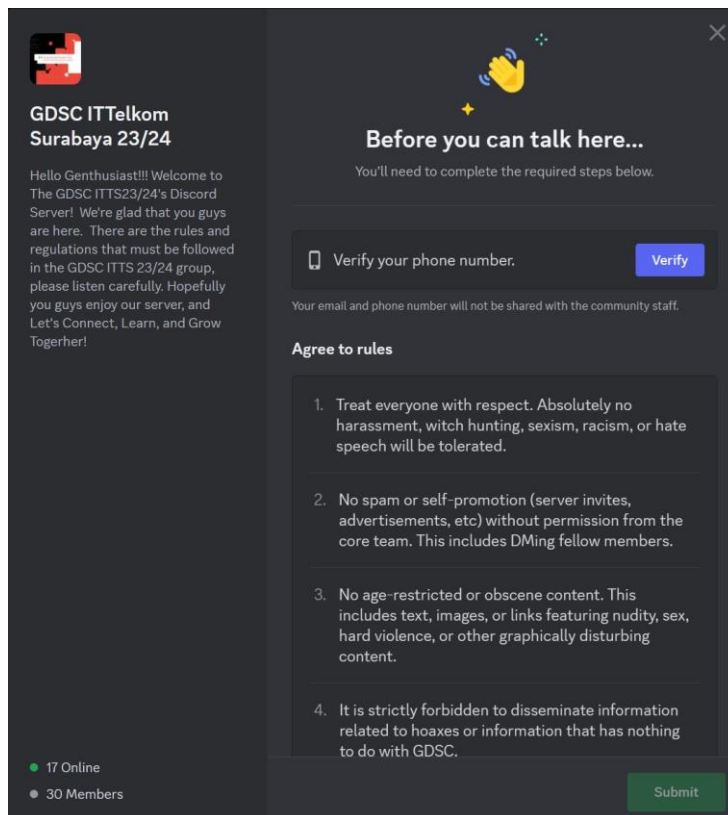 GDSC ITTelkom
Surabaya 23/24
Hello Genthusiast!!! Welcome to
The GDSC ITTS23/24's Discord
Server! We're glad that you guys
are here. There are the rules and
regulations that must be followed
in the GDSC ITTS 23/24 group,
please listen carefully. Hopefully
you guys enjoy our server, and
Let's Connect, Learn, and Grow
Togerher!
17 Online
30 Members
Before you can talk here...
You'll need to complete the required steps below.
Verify your phone number.
Verify
Your email and phone number will not be shared with the community staff.
Agree to rules
1. Treat everyone with respect. Absolutely no
harassment, witch hunting, sexism, racism, or hate
speech will be tolerated.
2. No spam or self-promotion (server invites,
advertisements, etc) without permission from the
core team. This includes DMing fellow members.
3. No age-restricted or obscene content. This
includes text, images, or links featuring nudity, sex,
hard violence, or other graphically disturbing
content.
4. It is strictly forbidden to disseminate information
related to hoaxes or information that has nothing
to do with GDSC.
Submit